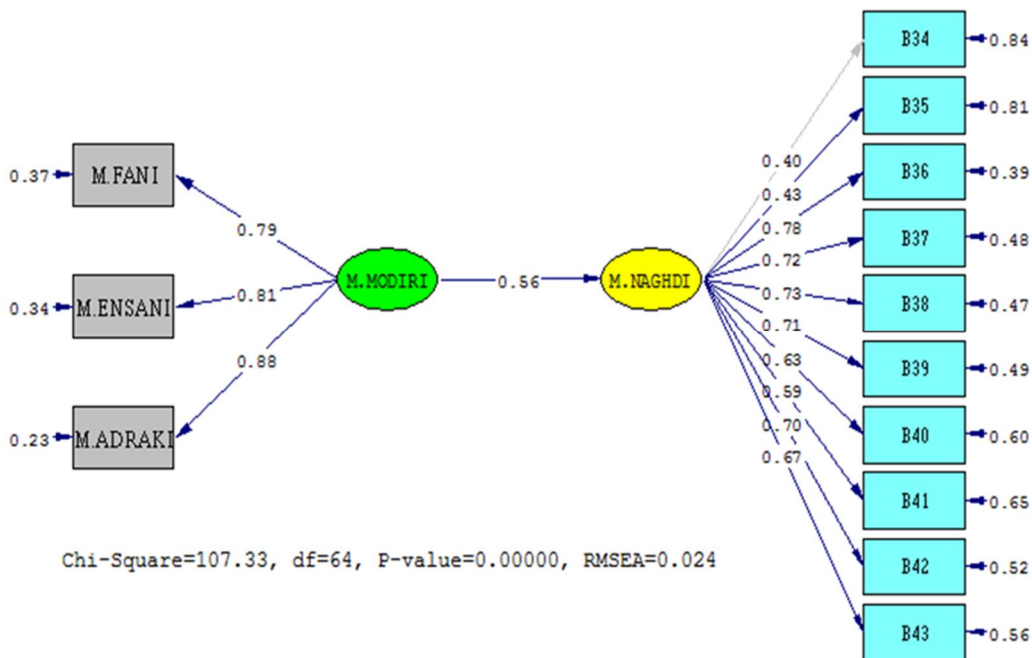 B34
0.84
B35
0.81
B36
0.39
B37
0.48
B38
0.47
B39
0.49
B40
0.60
B41
0.65
B42
0.52
B43
0.56
0.40
0.43
0.78
0.72
0.73
0.71
0.63
0.59
0.70
0.67
0.37
M.FANI
0.79
0.34
M.ENSANI
0.81
0.23
M.ADRAKI
0.88
M.MODIRI
0.56
M.NAGHDI
Chi-Square=107.33, df=64, P-value=0.00000, RMSEA=0.024